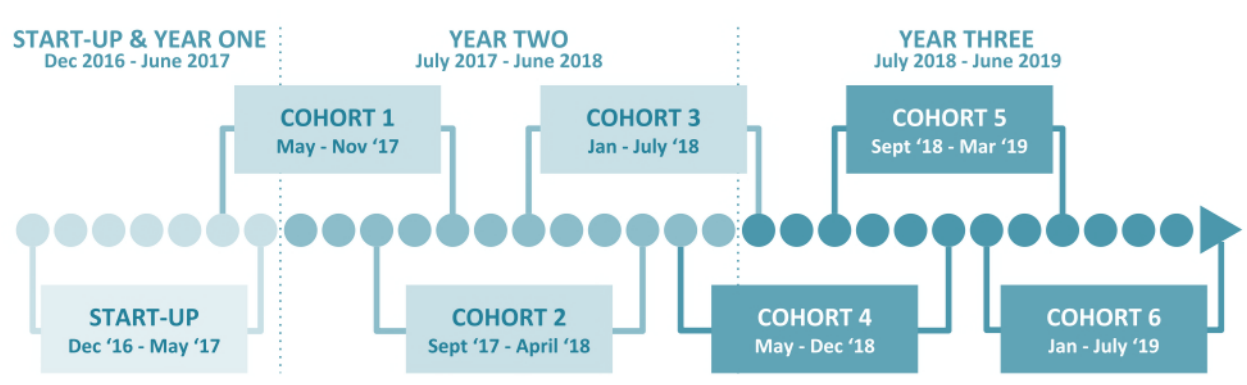 START-UP & YEAR ONE
Dec 2016 - June 2017
YEAR TWO
July 2017 - June 2018
YEAR THREE
July 2018 - June 2019
COHORT 1
May - Nov ‘17
COHORT 3
Jan - July ‘18
COHORT 5
Sept ‘18 - Mar ‘19
START-UP
Dec ‘16 - May ‘17
COHORT 2
Sept ‘17 - April ‘18
COHORT 4
May - Dec ‘18
COHORT 6
Jan - July ‘19